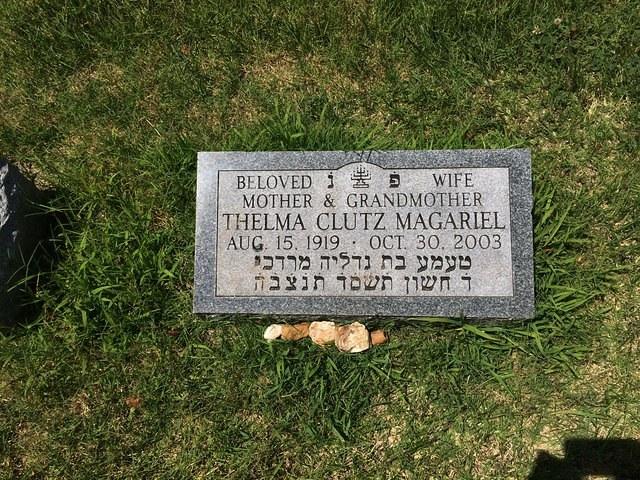 BELOVED פ נ WIFE
MOTHER & GRANDMOTHER
THELMA CLUTZ MAGARIEL
AUG. 15. 1919 · OCT. 30. 2003
טעמע בת גדליה מרדכי
ד חשון תשסד תנצבה